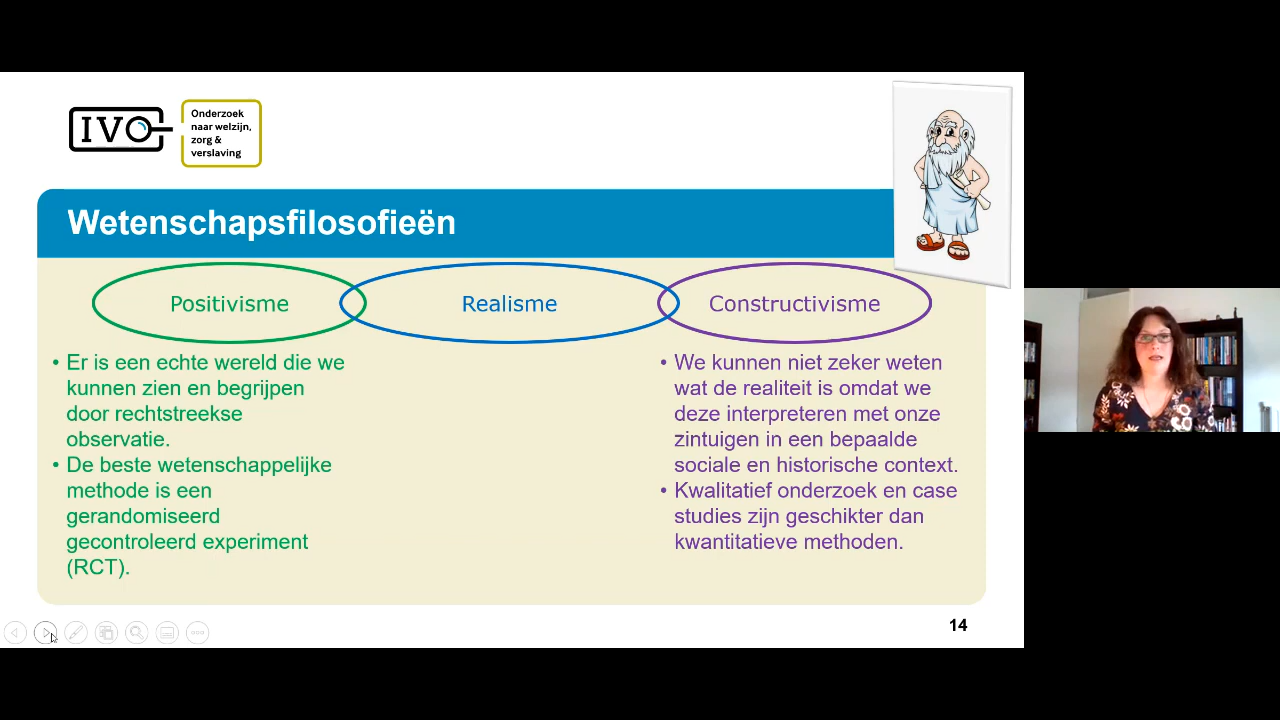 IVO
Onderzoek
naar welzijn,
zorg &
verslaving
Wetenschapsfilosofieën
Positivisme
Realisme
Constructivisme
• Er is een echte wereld die we
kunnen zien en begrijpen
door rechtstreekse
observatie.
• De beste wetenschappelijke
methode is een
gerandomiseerd
gecontroleerd experiment
(RCT).
• We kunnen niet zeker weten
wat de realiteit is omdat we
deze interpreteren met onze
zintuigen in een bepaalde
sociale en historische context.
• Kwalitatief onderzoek en case
studies zijn geschikter dan
kwantitatieve methoden.
14